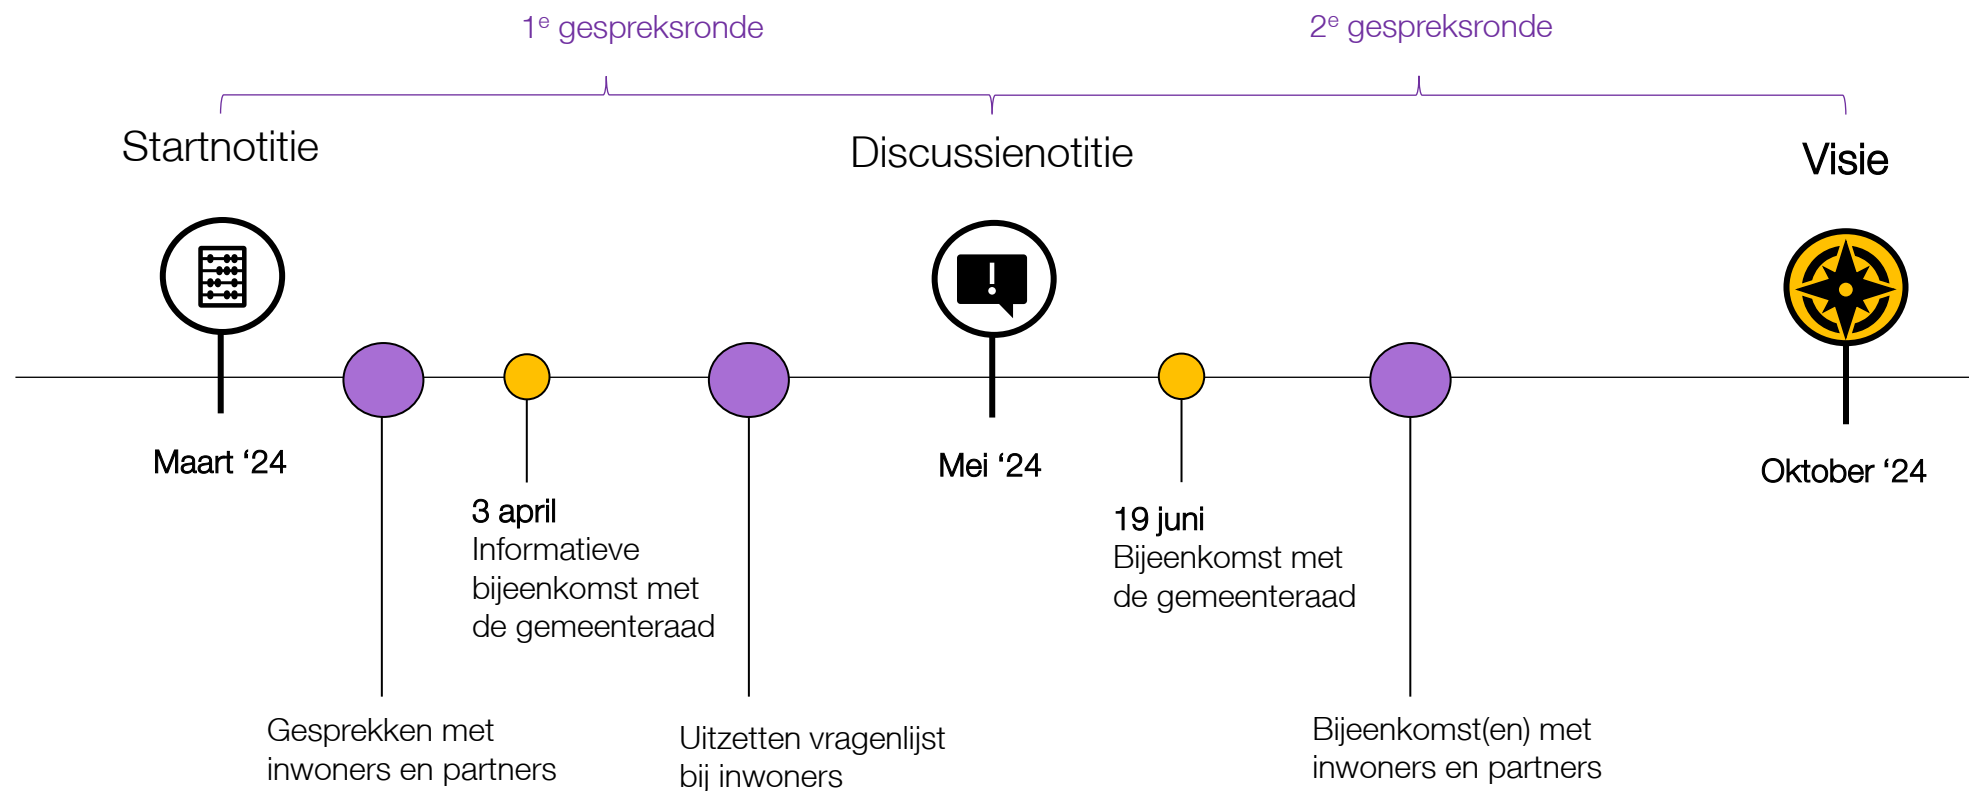 1e gespreksronde
2e gespreksronde
Startnotitie
Discussienotitie
Visie
Maart ‘24
Mei ‘24
Oktober ‘24
3 april
Informatieve
bijeenkomst met
de gemeenteraad
19 juni
Bijeenkomst met
de gemeenteraad
Gesprekken met
inwoners en partners
Uitzetten vragenlijst
bij inwoners
Bijeenkomst(en) met
inwoners en partners